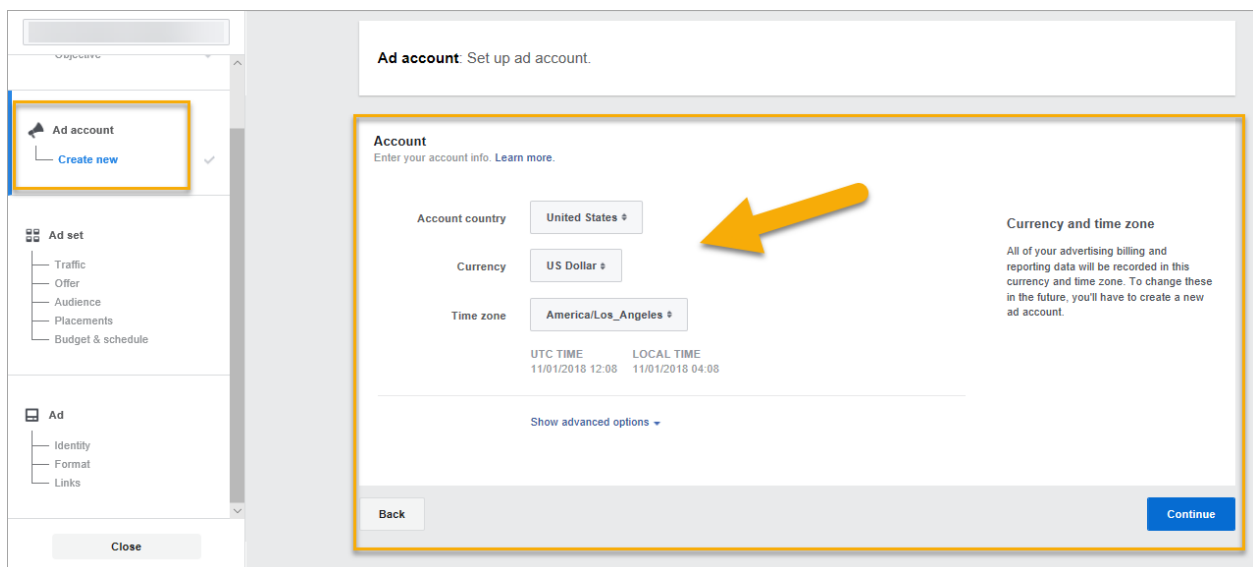 Objective
Ad account
Create new
Ad set
Traffic
Offer
Audience
Placements
Budget & schedule
Ad
Identity
Format
Links
Close
Ad account: Set up ad account.
Account
Enter your account info. Learn more.
Account country United States
Currency US Dollar
Time zone America/Los_Angeles
UTC TIME LOCAL TIME
11/01/2018 12:08 11/01/2018 04:08
Show advanced options
Currency and time zone
All of your advertising billing and
reporting data will be recorded in this
currency and time zone. To change these
in the future, you'll have to create a new
ad account.
Back
Continue